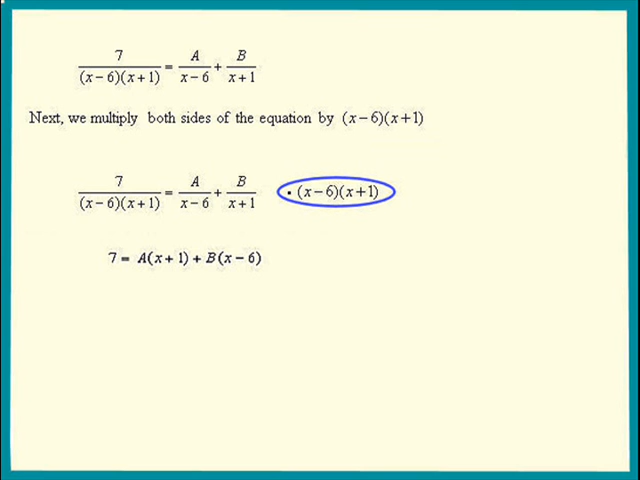 7/((x−6)(x+1)) = A/(x−6) + B/(x+1)
Next, we multiply both sides of the equation by (x−6)(x+1)
7/((x−6)(x+1)) = A/(x−6) + B/(x+1) • (x−6)(x+1)
7 = A(x+1) + B(x−6)